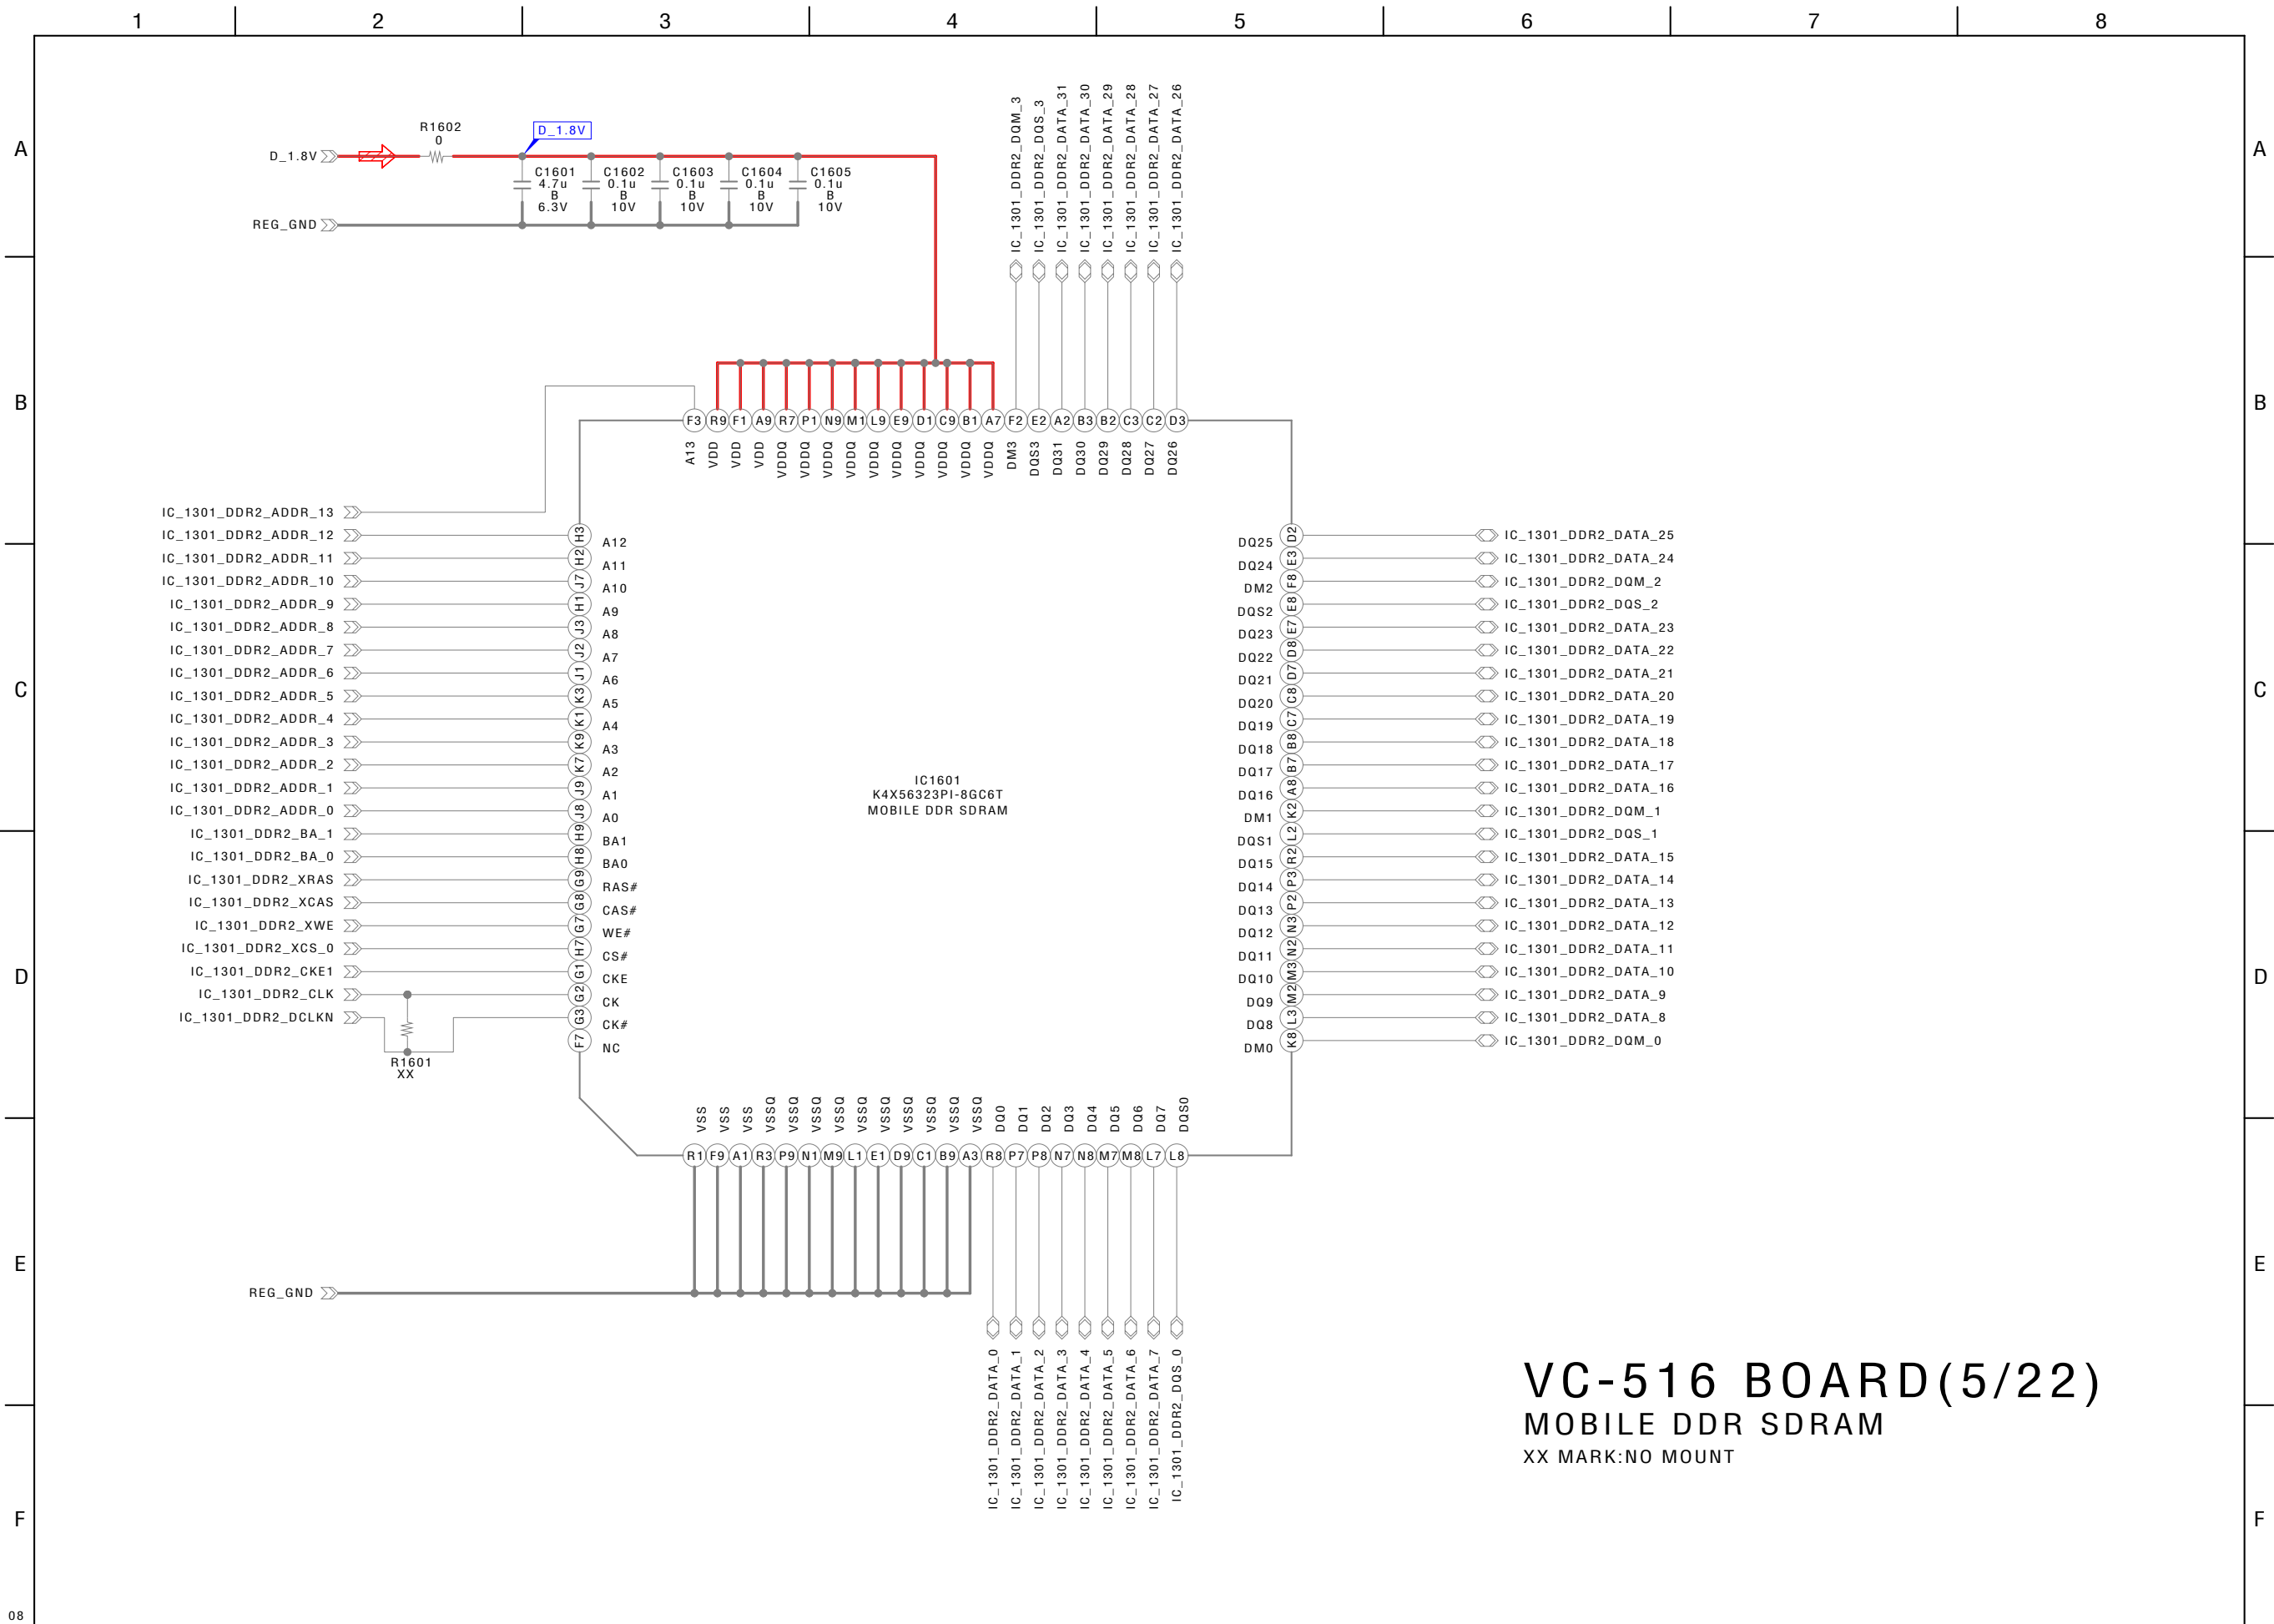 1 2 3 4 5 6 7 8
A A
B B
C C
D D
E E
F F
R1602
0
D_1.8V
D_1.8V
C1601
4.7u
B
6.3V
C1602
0.1u
B
10V
C1603
0.1u
B
10V
C1604
0.1u
B
10V
C1605
0.1u
B
10V
REG_GND
IC_1301_DDR2_DQM_3
IC_1301_DDR2_DQS_3
IC_1301_DDR2_DATA_31
IC_1301_DDR2_DATA_30
IC_1301_DDR2_DATA_29
IC_1301_DDR2_DATA_28
IC_1301_DDR2_DATA_27
IC_1301_DDR2_DATA_26
F3 R9 F1 A9 R7 P1 N9 M1 L9 E9 D1 C9 B1 A7 F2 E2 A2 B3 B2 C3 C2 D3
A13 VDD VDD VDD VDDQ VDDQ VDDQ VDDQ VDDQ VDDQ VDDQ VDDQ VDDQ VDDQ DM3 DQS3 DQ31 DQ30 DQ29 DQ28 DQ27 DQ26
IC_1301_DDR2_ADDR_13
IC_1301_DDR2_ADDR_12 H3 A12
IC_1301_DDR2_ADDR_11 H2 A11
IC_1301_DDR2_ADDR_10 J7 A10
IC_1301_DDR2_ADDR_9 H1 A9
IC_1301_DDR2_ADDR_8 J3 A8
IC_1301_DDR2_ADDR_7 J2 A7
IC_1301_DDR2_ADDR_6 J1 A6
IC_1301_DDR2_ADDR_5 K3 A5
IC_1301_DDR2_ADDR_4 K1 A4
IC_1301_DDR2_ADDR_3 K9 A3
IC_1301_DDR2_ADDR_2 K7 A2
IC_1301_DDR2_ADDR_1 J9 A1
IC_1301_DDR2_ADDR_0 J8 A0
IC_1301_DDR2_BA_1 H9 BA1
IC_1301_DDR2_BA_0 H8 BA0
IC_1301_DDR2_XRAS G9 RAS#
IC_1301_DDR2_XCAS G8 CAS#
IC_1301_DDR2_XWE G7 WE#
IC_1301_DDR2_XCS_0 H7 CS#
IC_1301_DDR2_CKE1 G1 CKE
IC_1301_DDR2_CLK G2 CK
IC_1301_DDR2_DCLKN G3 CK#
F7 NC
R1601
XX
IC1601
K4X56323PI-8GC6T
MOBILE DDR SDRAM
DQ25 D2 IC_1301_DDR2_DATA_25
DQ24 E3 IC_1301_DDR2_DATA_24
DM2 F8 IC_1301_DDR2_DQM_2
DQS2 E8 IC_1301_DDR2_DQS_2
DQ23 E7 IC_1301_DDR2_DATA_23
DQ22 D8 IC_1301_DDR2_DATA_22
DQ21 D7 IC_1301_DDR2_DATA_21
DQ20 C8 IC_1301_DDR2_DATA_20
DQ19 C7 IC_1301_DDR2_DATA_19
DQ18 B8 IC_1301_DDR2_DATA_18
DQ17 B7 IC_1301_DDR2_DATA_17
DQ16 A8 IC_1301_DDR2_DATA_16
DM1 K2 IC_1301_DDR2_DQM_1
DQS1 L2 IC_1301_DDR2_DQS_1
DQ15 R2 IC_1301_DDR2_DATA_15
DQ14 P3 IC_1301_DDR2_DATA_14
DQ13 P2 IC_1301_DDR2_DATA_13
DQ12 N3 IC_1301_DDR2_DATA_12
DQ11 N2 IC_1301_DDR2_DATA_11
DQ10 M3 IC_1301_DDR2_DATA_10
DQ9 M2 IC_1301_DDR2_DATA_9
DQ8 L3 IC_1301_DDR2_DATA_8
DM0 K8 IC_1301_DDR2_DQM_0
VSS VSS VSS VSSQ VSSQ VSSQ VSSQ VSSQ VSSQ VSSQ VSSQ VSSQ VSSQ DQ0 DQ1 DQ2 DQ3 DQ4 DQ5 DQ6 DQ7 DQS0
R1 F9 A1 R3 P9 N1 M9 L1 E1 D9 C1 B9 A3 R8 P7 P8 N7 N8 M7 M8 L7 L8
REG_GND
IC_1301_DDR2_DATA_0
IC_1301_DDR2_DATA_1
IC_1301_DDR2_DATA_2
IC_1301_DDR2_DATA_3
IC_1301_DDR2_DATA_4
IC_1301_DDR2_DATA_5
IC_1301_DDR2_DATA_6
IC_1301_DDR2_DATA_7
IC_1301_DDR2_DQS_0
VC-516 BOARD(5/22)
MOBILE DDR SDRAM
XX MARK:NO MOUNT
08